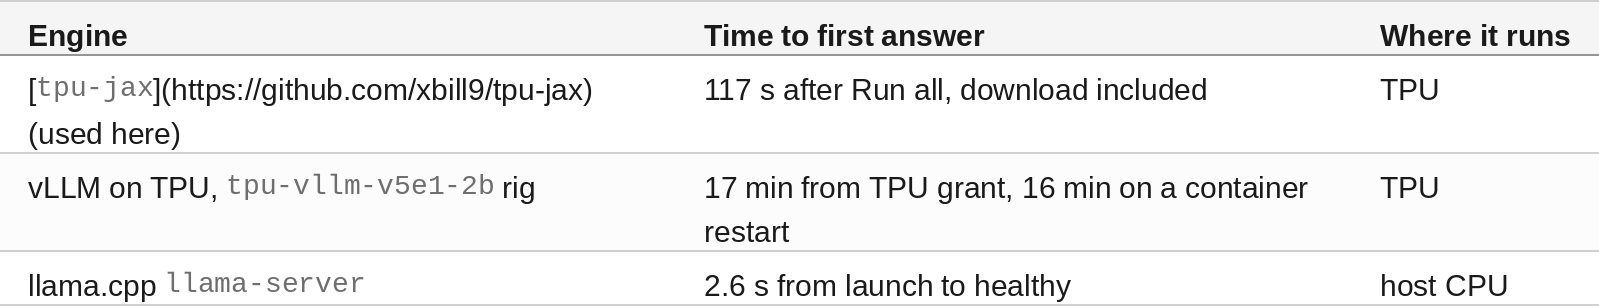 Engine Time to first answer Where it runs
[tpu-jax](https://github.com/xbill9/tpu-jax) 117 s after Run all, download included TPU
(used here)
vLLM on TPU, tpu-vllm-v5e1-2b rig 17 min from TPU grant, 16 min on a container TPU
restart
llama.cpp llama-server 2.6 s from launch to healthy host CPU